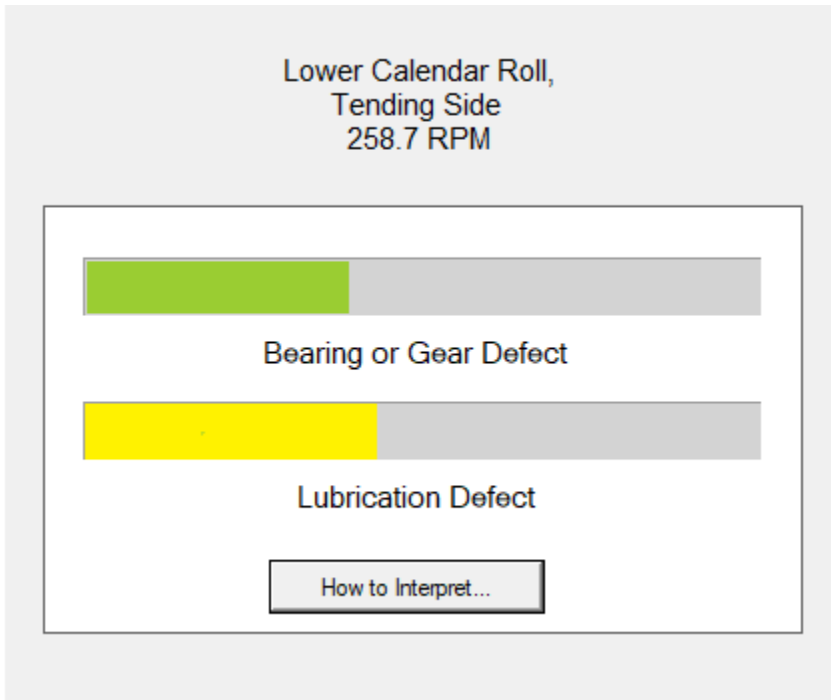 Lower Calendar Roll,
Tending Side
258.7 RPM
Bearing or Gear Defect
Lubrication Defect
How to Interpret...